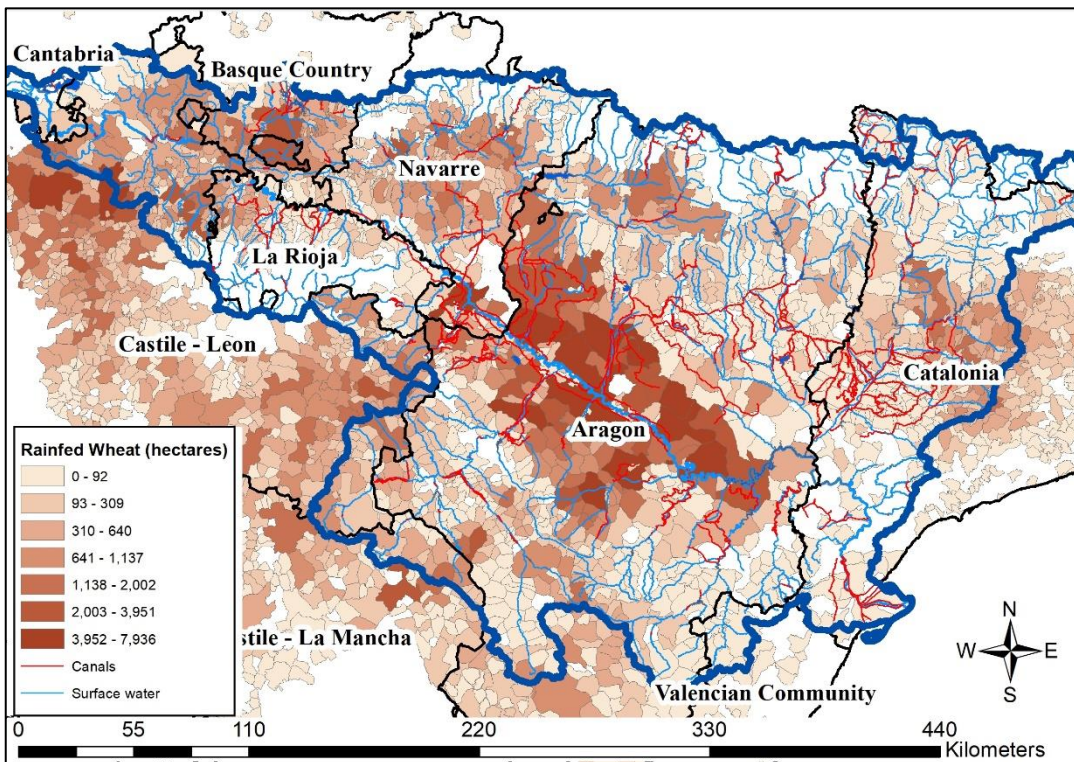 Cantabria
Basque Country
Navarre
La Rioja
Castile - Leon
Catalonia
Aragon
stile - La Mancha
Valencian Community
Rainfed Wheat (hectares)
0 - 92
93 - 309
310 - 640
641 - 1,137
1,138 - 2,002
2,003 - 3,951
3,952 - 7,936
Canals
Surface water
N
W E
S
0 55 110 220 330 440
Kilometers